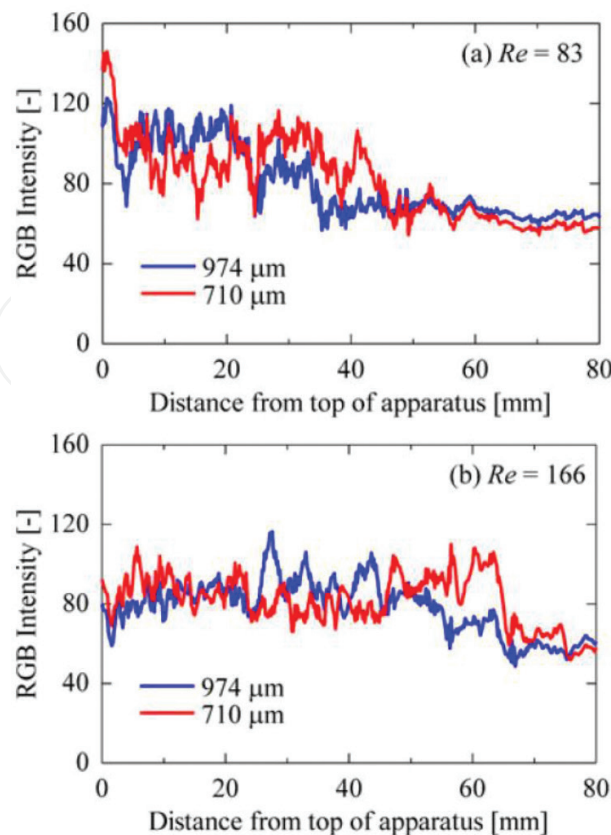 160
(a) Re = 83
120
80
40
0
RGB Intensity [-]
974 μm
710 μm
0 20 40 60 80
Distance from top of apparatus [mm]
160
(b) Re = 166
120
80
40
0
RGB Intensity [-]
974 μm
710 μm
0 20 40 60 80
Distance from top of apparatus [mm]